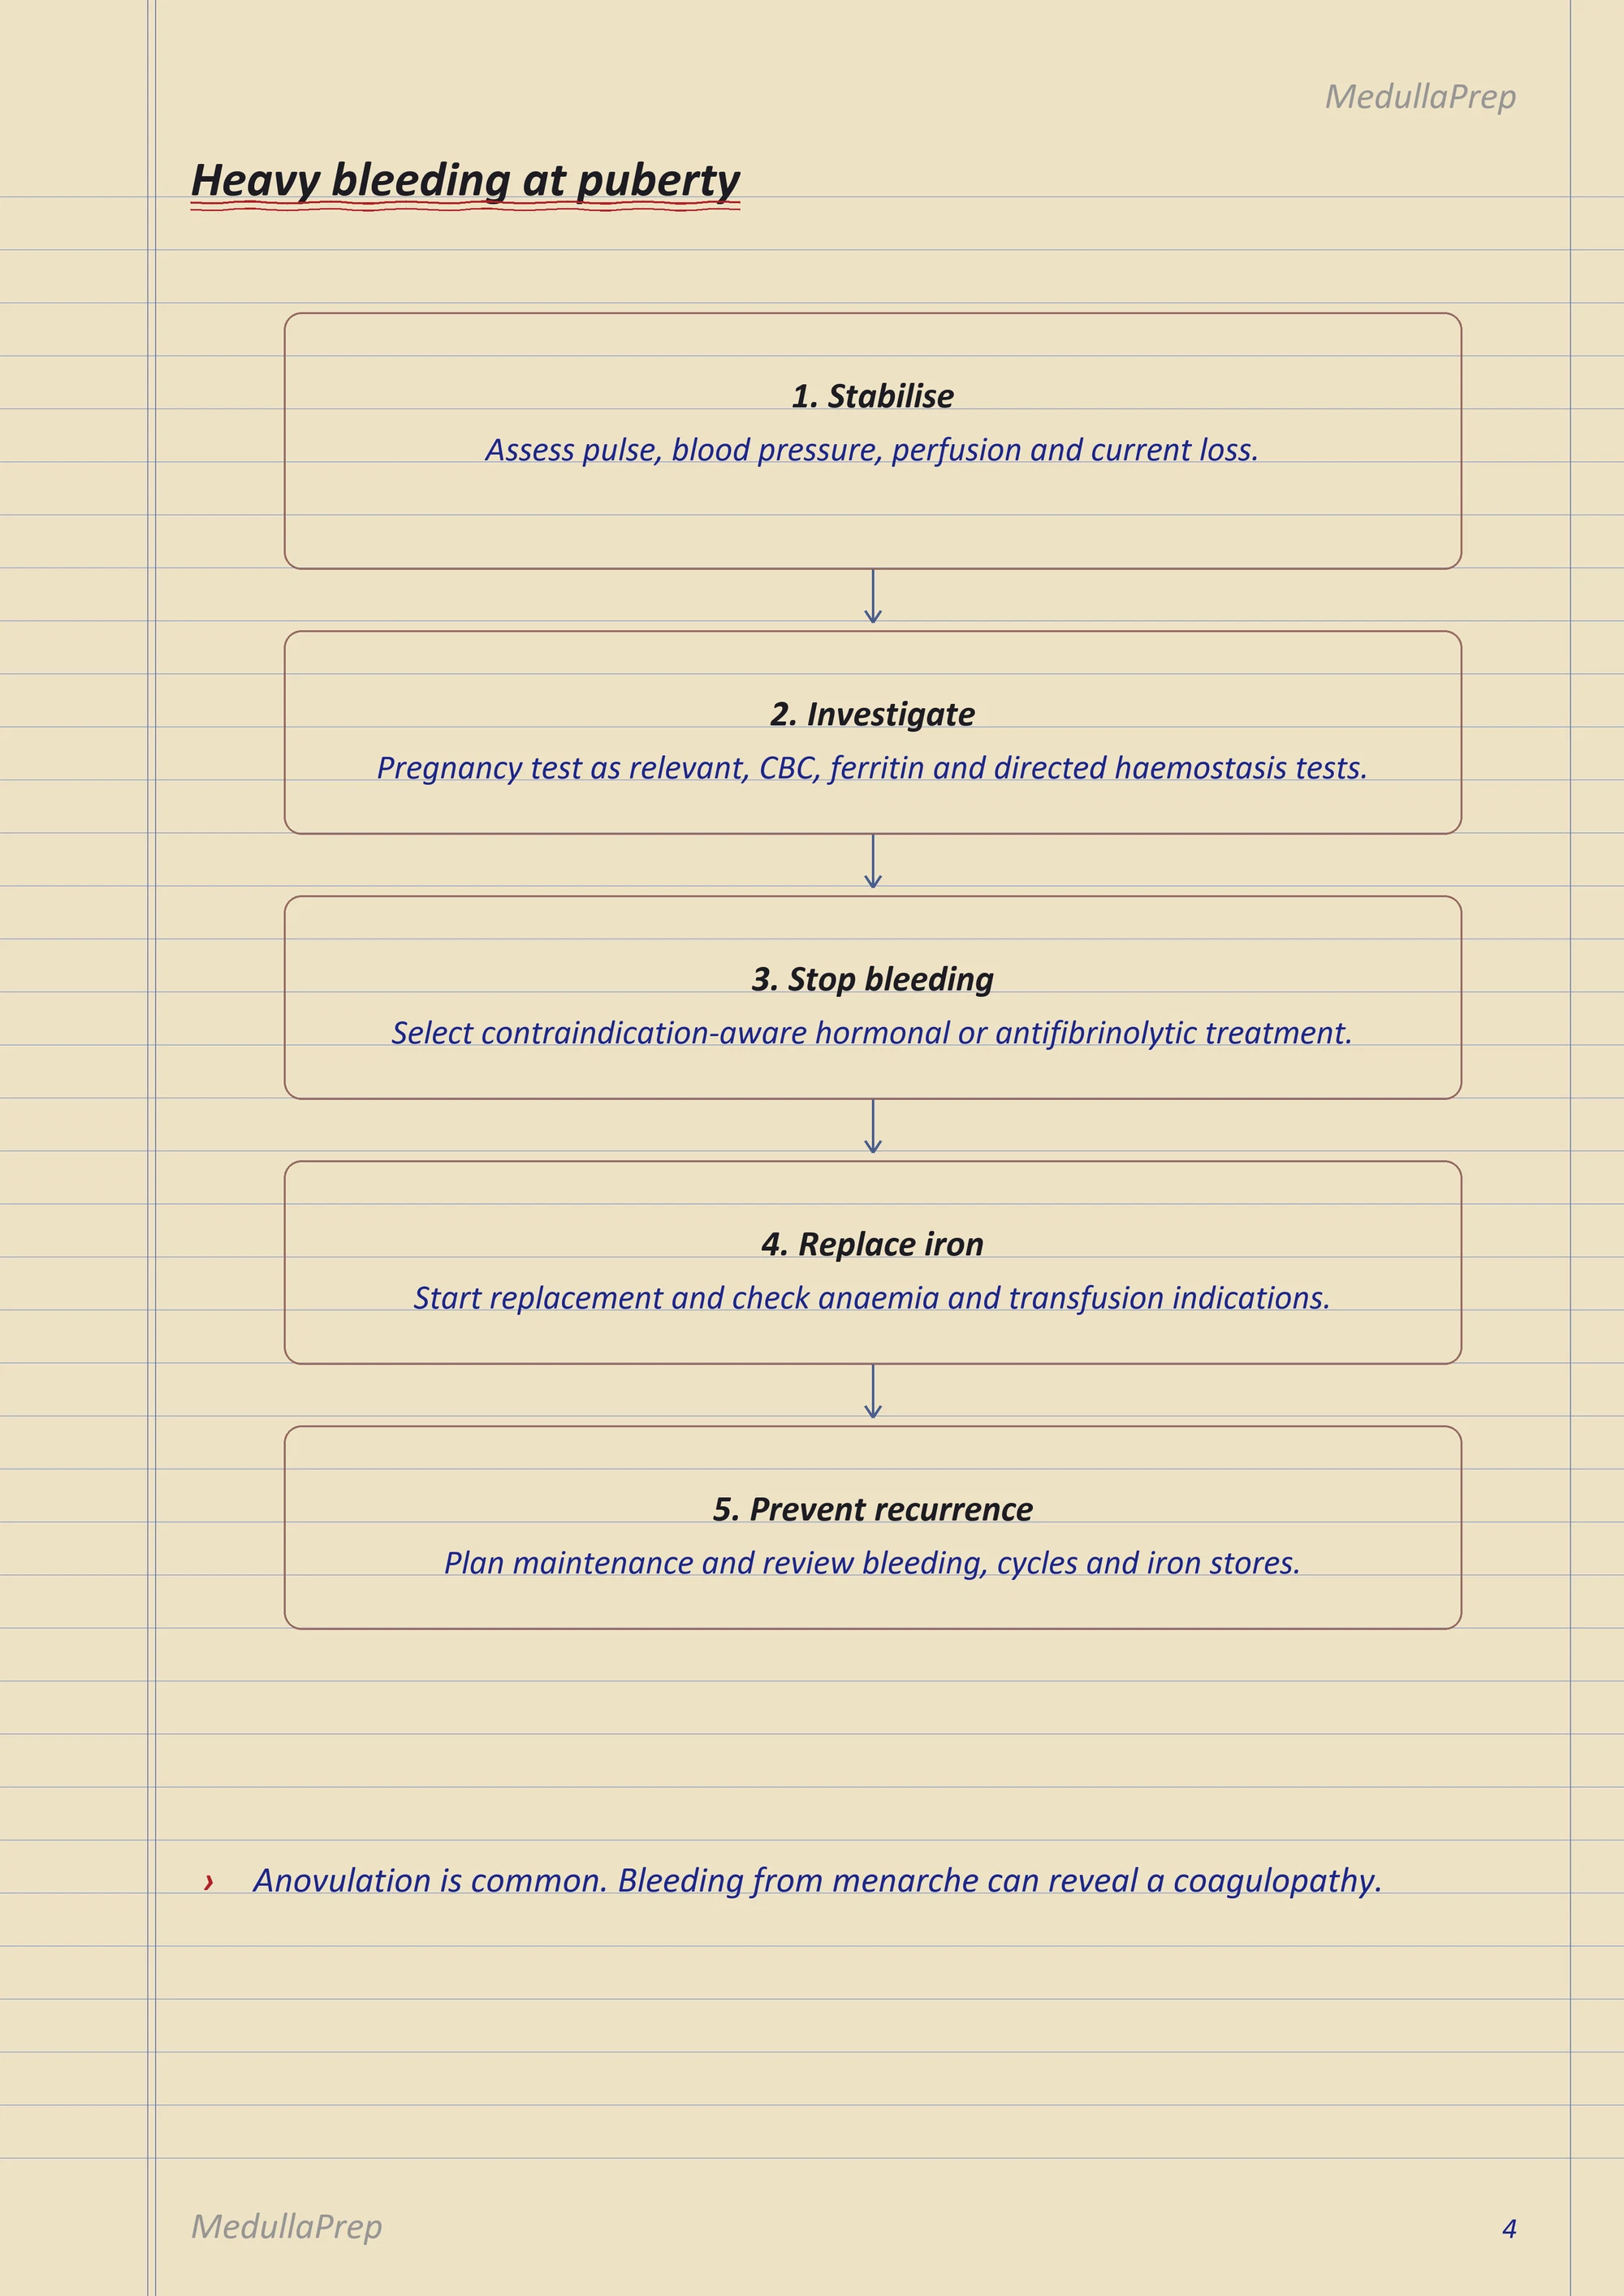 MedullaPrep
Heavy bleeding at puberty
1. Stabilise
Assess pulse, blood pressure, perfusion and current loss.
2. Investigate
Pregnancy test as relevant, CBC, ferritin and directed haemostasis tests.
3. Stop bleeding
Select contraindication-aware hormonal or antifibrinolytic treatment.
4. Replace iron
Start replacement and check anaemia and transfusion indications.
5. Prevent recurrence
Plan maintenance and review bleeding, cycles and iron stores.
› Anovulation is common. Bleeding from menarche can reveal a coagulopathy.
MedullaPrep
4